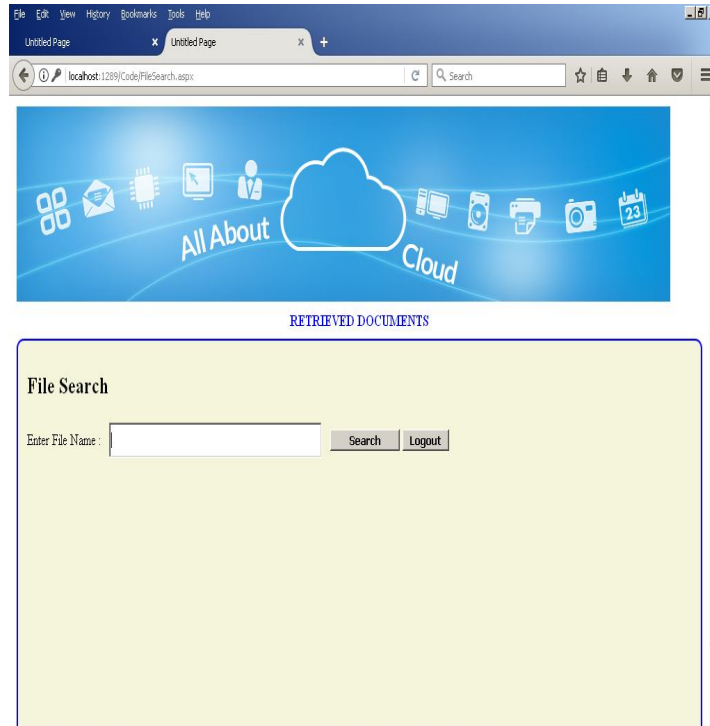 File Edit View History Bookmarks Tools Help
Untitled Page x Untitled Page x +
localhost:1289/Code/FileSearch.aspx Search
23
All About Cloud
RETRIEVED DOCUMENTS
File Search
Enter File Name : Search Logout